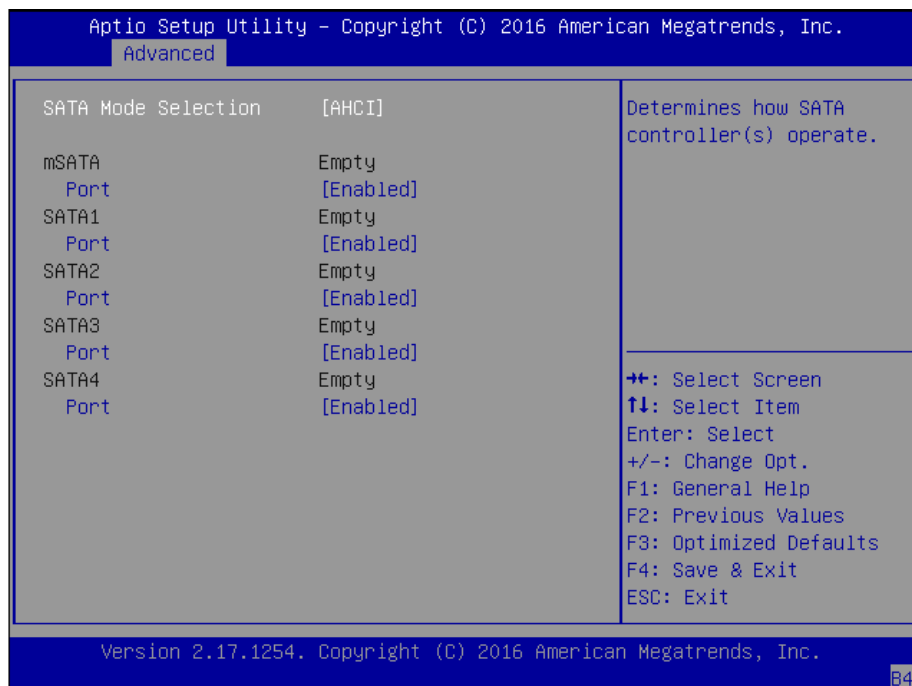 Aptio Setup Utility – Copyright (C) 2016 American Megatrends, Inc.
Advanced
SATA Mode Selection [AHCI]
mSATA Empty
Port [Enabled]
SATA1 Empty
Port [Enabled]
SATA2 Empty
Port [Enabled]
SATA3 Empty
Port [Enabled]
SATA4 Empty
Port [Enabled]
Determines how SATA
controller(s) operate.
→←: Select Screen
↑↓: Select Item
Enter: Select
+/-: Change Opt.
F1: General Help
F2: Previous Values
F3: Optimized Defaults
F4: Save & Exit
ESC: Exit
Version 2.17.1254. Copyright (C) 2016 American Megatrends, Inc.
B4